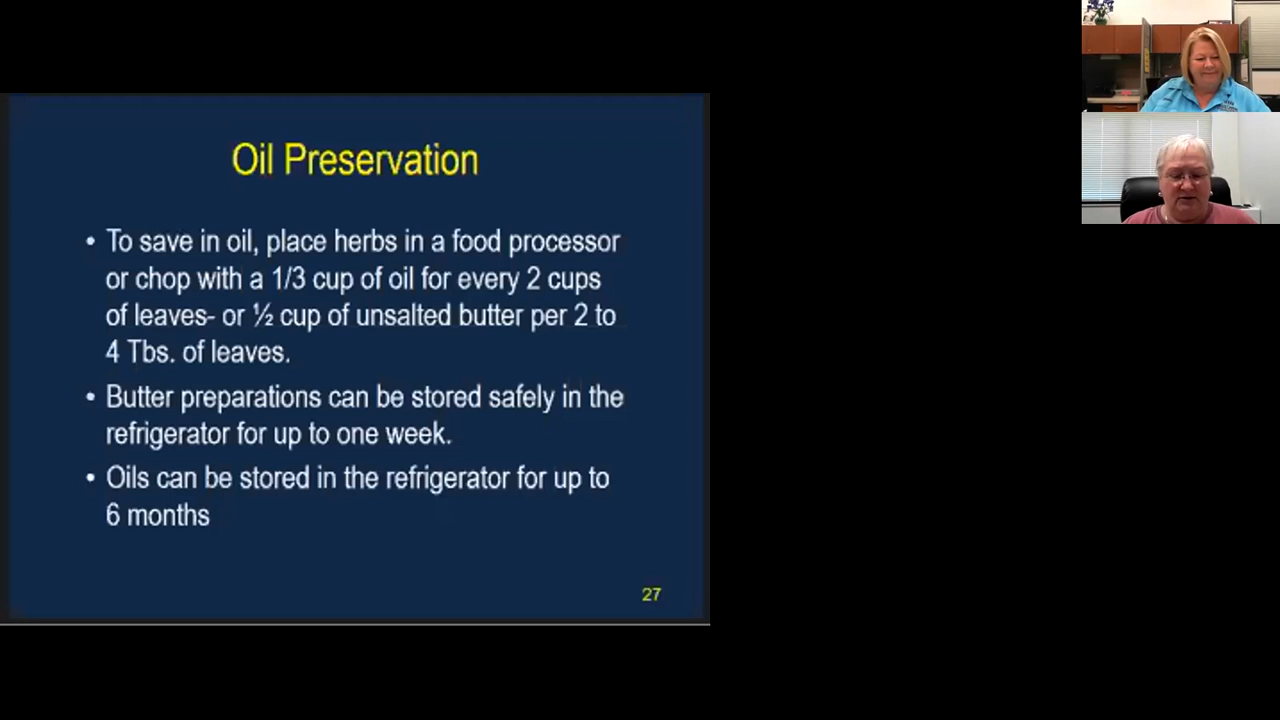 Oil Preservation
• To save in oil, place herbs in a food processor
or chop with a 1/3 cup of oil for every 2 cups
of leaves- or ½ cup of unsalted butter per 2 to
4 Tbs. of leaves.
• Butter preparations can be stored safely in the
refrigerator for up to one week.
• Oils can be stored in the refrigerator for up to
6 months
27